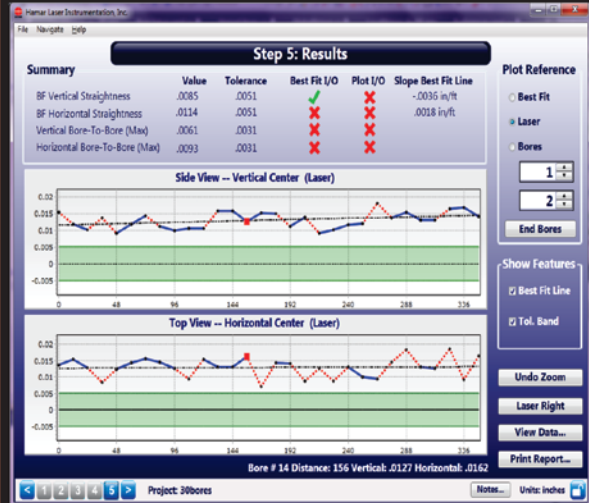 Hamar Laser Instrumentation, Inc.
File Navigate Help
Step 5: Results
Summary
Value Tolerance Best Fit I/O Plot I/O Slope Best Fit Line
BF Vertical Straightness .0085 .0051 -.0036 in/ft
BF Horizontal Straightness .0114 .0051 .0018 in/ft
Vertical Bore-To-Bore (Max) .0061 .0031
Horizontal Bore-To-Bore (Max) .0093 .0031
Plot Reference
Best Fit
Laser
Bores
1
2
End Bores
Show Features
Best Fit Line
Tol. Band
Undo Zoom
Laser Right
View Data...
Print Report...
Side View -- Vertical Center (Laser)
0.02
0.015
0.01
0.005
0
-0.005
0 48 96 144 192 240 288 336
Top View -- Horizontal Center (Laser)
0.02
0.015
0.01
0.005
0
-0.005
0 48 96 144 192 240 288 336
Bore # 14 Distance: 156 Vertical: .0127 Horizontal: .0162
< 1 2 3 4 5 > Project: 30bores Notes... Units: inches